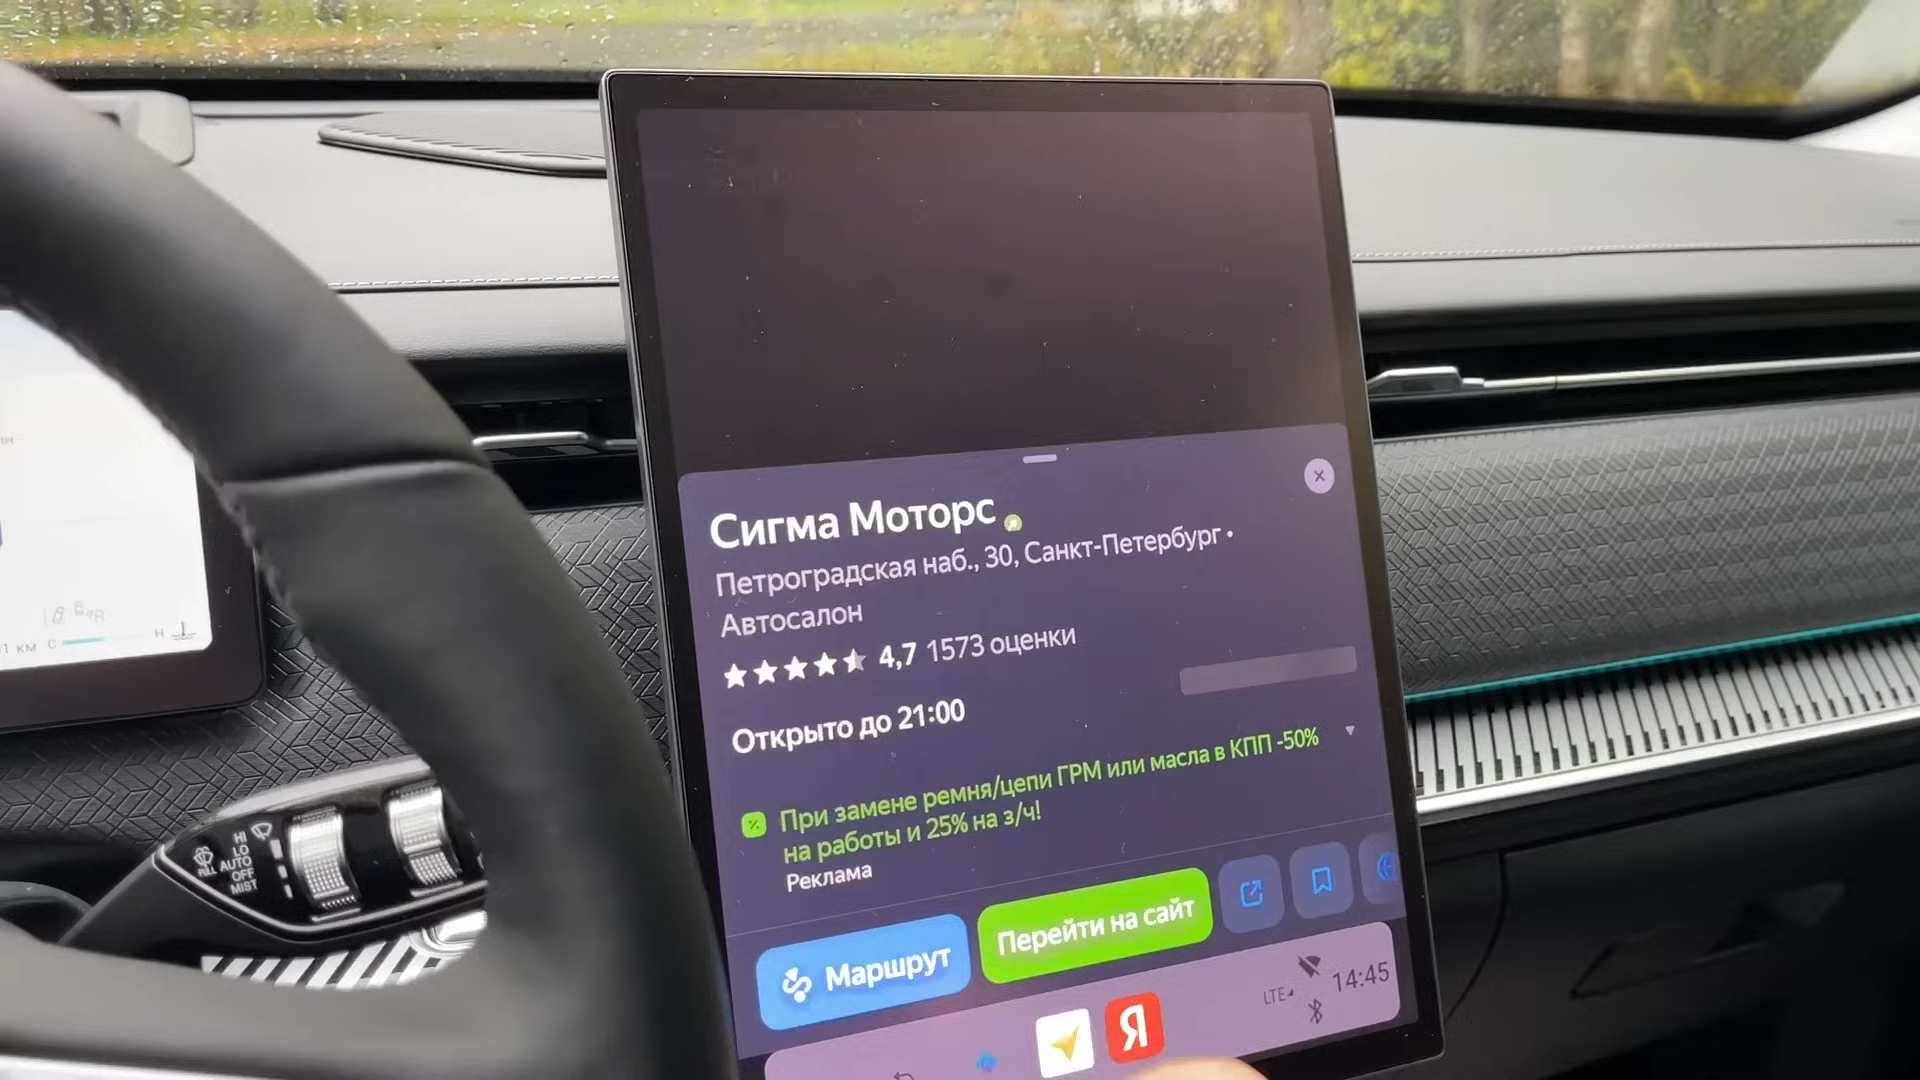 Сигма Моторс
Петроградская наб., 30, Санкт-Петербург •
Автосалон
4,7 1573 оценки
Открыто до 21:00
При замене ремня/цепи ГРМ или масла в КПП -50%
на работы и 25% на з/ч!
Реклама
Маршрут
Перейти на сайт
LTE
14:45
Я
HI
LO
AUTO
OFF
MIST
FULL
км
C
H